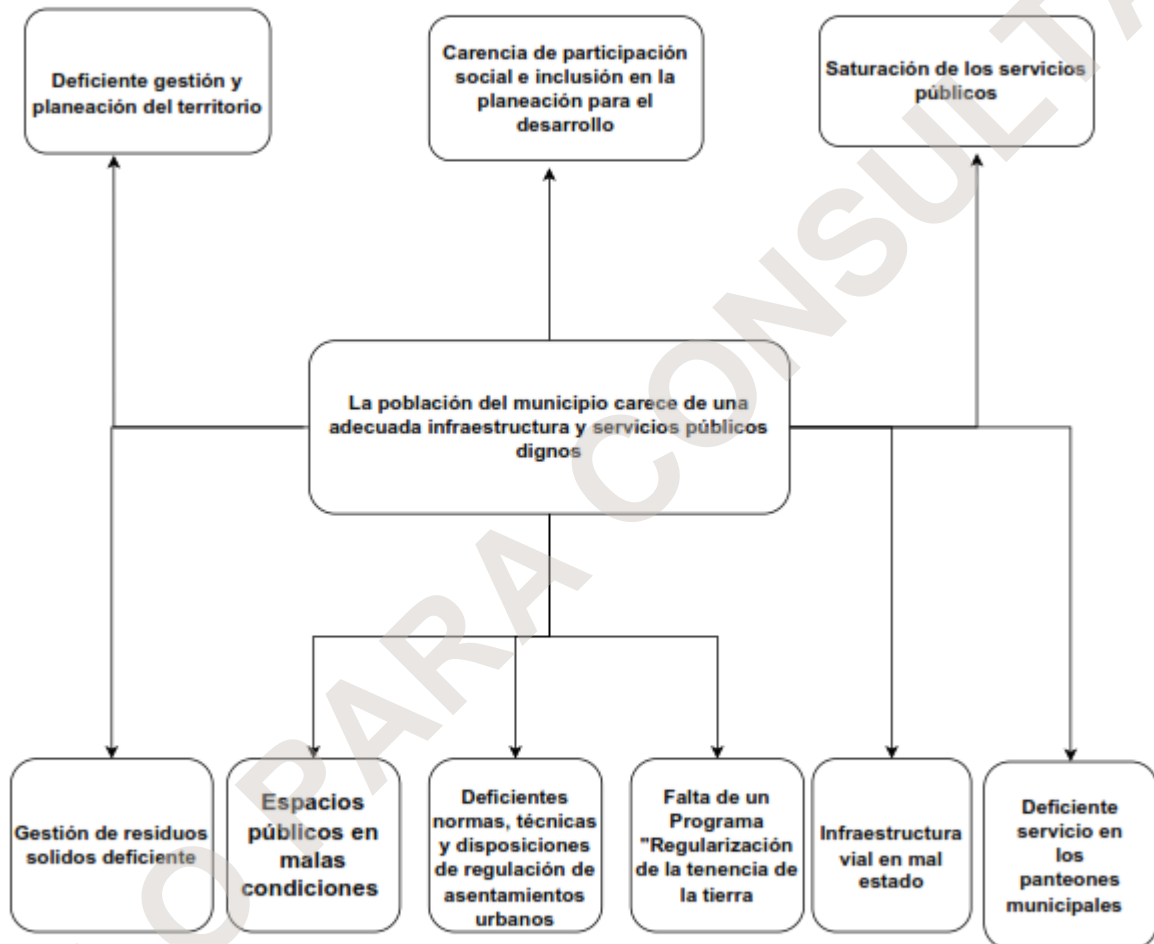 Deficiente gestión y
planeación del territorio
Carencia de participación
social e inclusión en la
planeación para el
desarrollo
Saturación de los servicios
públicos
La población del municipio carece de una
adecuada infraestructura y servicios públicos
dignos
Gestión de residuos
solidos deficiente
Espacios
públicos en
malas
condiciones
Deficientes
normas, técnicas
y disposiciones
de regulación de
asentamientos
urbanos
Falta de un
Programa
"Regularización
de la tenencia de
la tierra
Infraestructura
vial en mal
estado
Deficiente
servicio en
los
panteones
municipales
O PARA CONSULTA